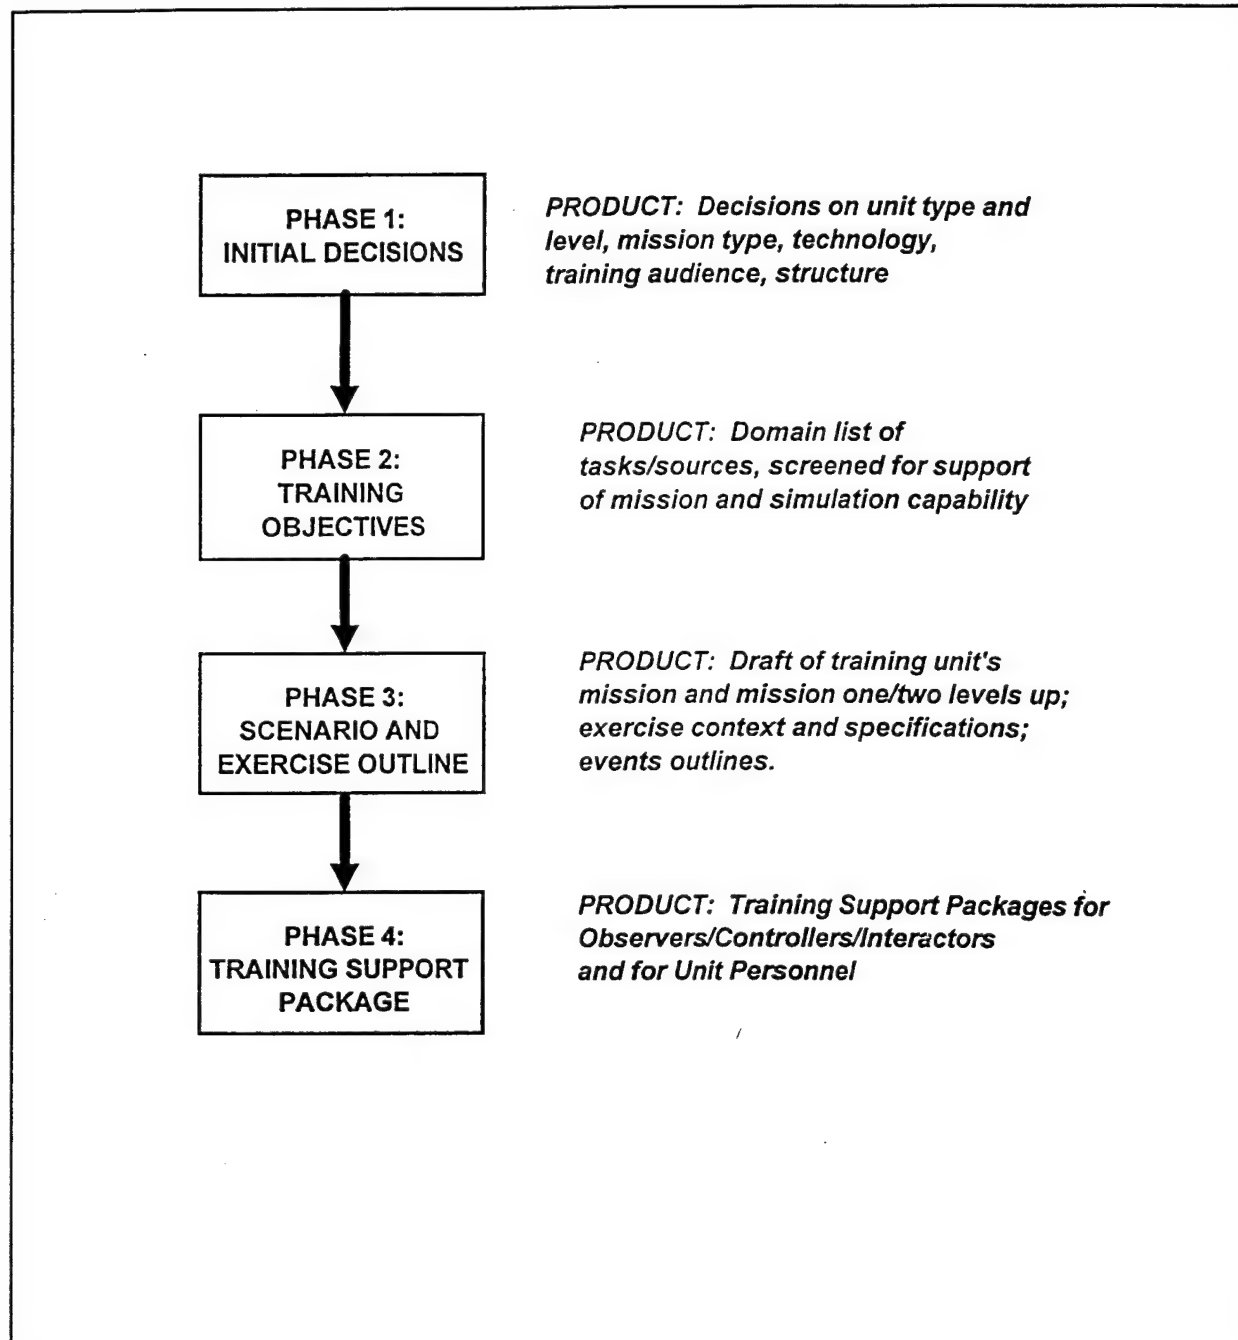 PHASE 1:
INITIAL DECISIONS
PRODUCT: Decisions on unit type and
level, mission type, technology,
training audience, structure
PHASE 2:
TRAINING
OBJECTIVES
PRODUCT: Domain list of
tasks/sources, screened for support
of mission and simulation capability
PHASE 3:
SCENARIO AND
EXERCISE OUTLINE
PRODUCT: Draft of training unit's
mission and mission one/two levels up;
exercise context and specifications;
events outlines.
PHASE 4:
TRAINING SUPPORT
PACKAGE
PRODUCT: Training Support Packages for
Observers/Controllers/Interactors
and for Unit Personnel